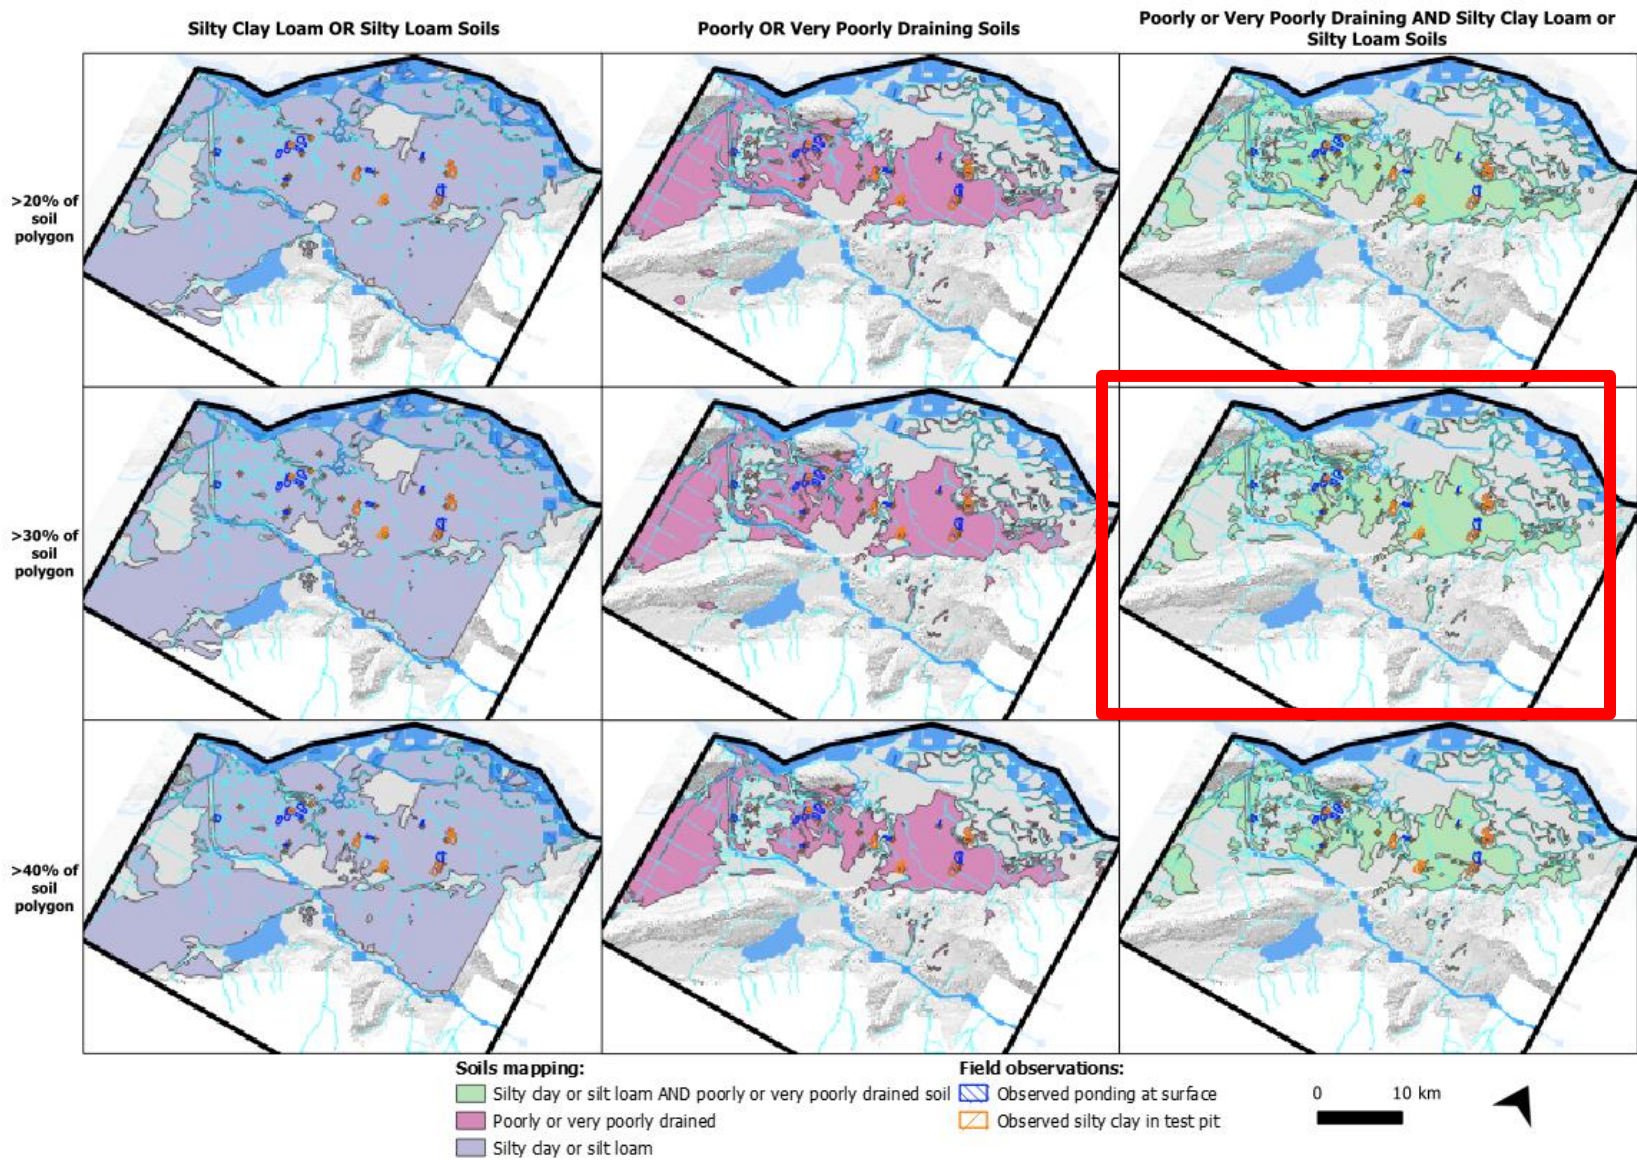 Silty Clay Loam OR Silty Loam Soils
Poorly OR Very Poorly Draining Soils
Poorly or Very Poorly Draining AND Silty Clay Loam or
Silty Loam Soils
>20% of
soil
polygon
>30% of
soil
polygon
>40% of
soil
polygon
Soils mapping:
Silty clay or silt loam AND poorly or very poorly drained soil
Poorly or very poorly drained
Silty clay or silt loam
Field observations:
Observed ponding at surface
Observed silty clay in test pit
0 10 km